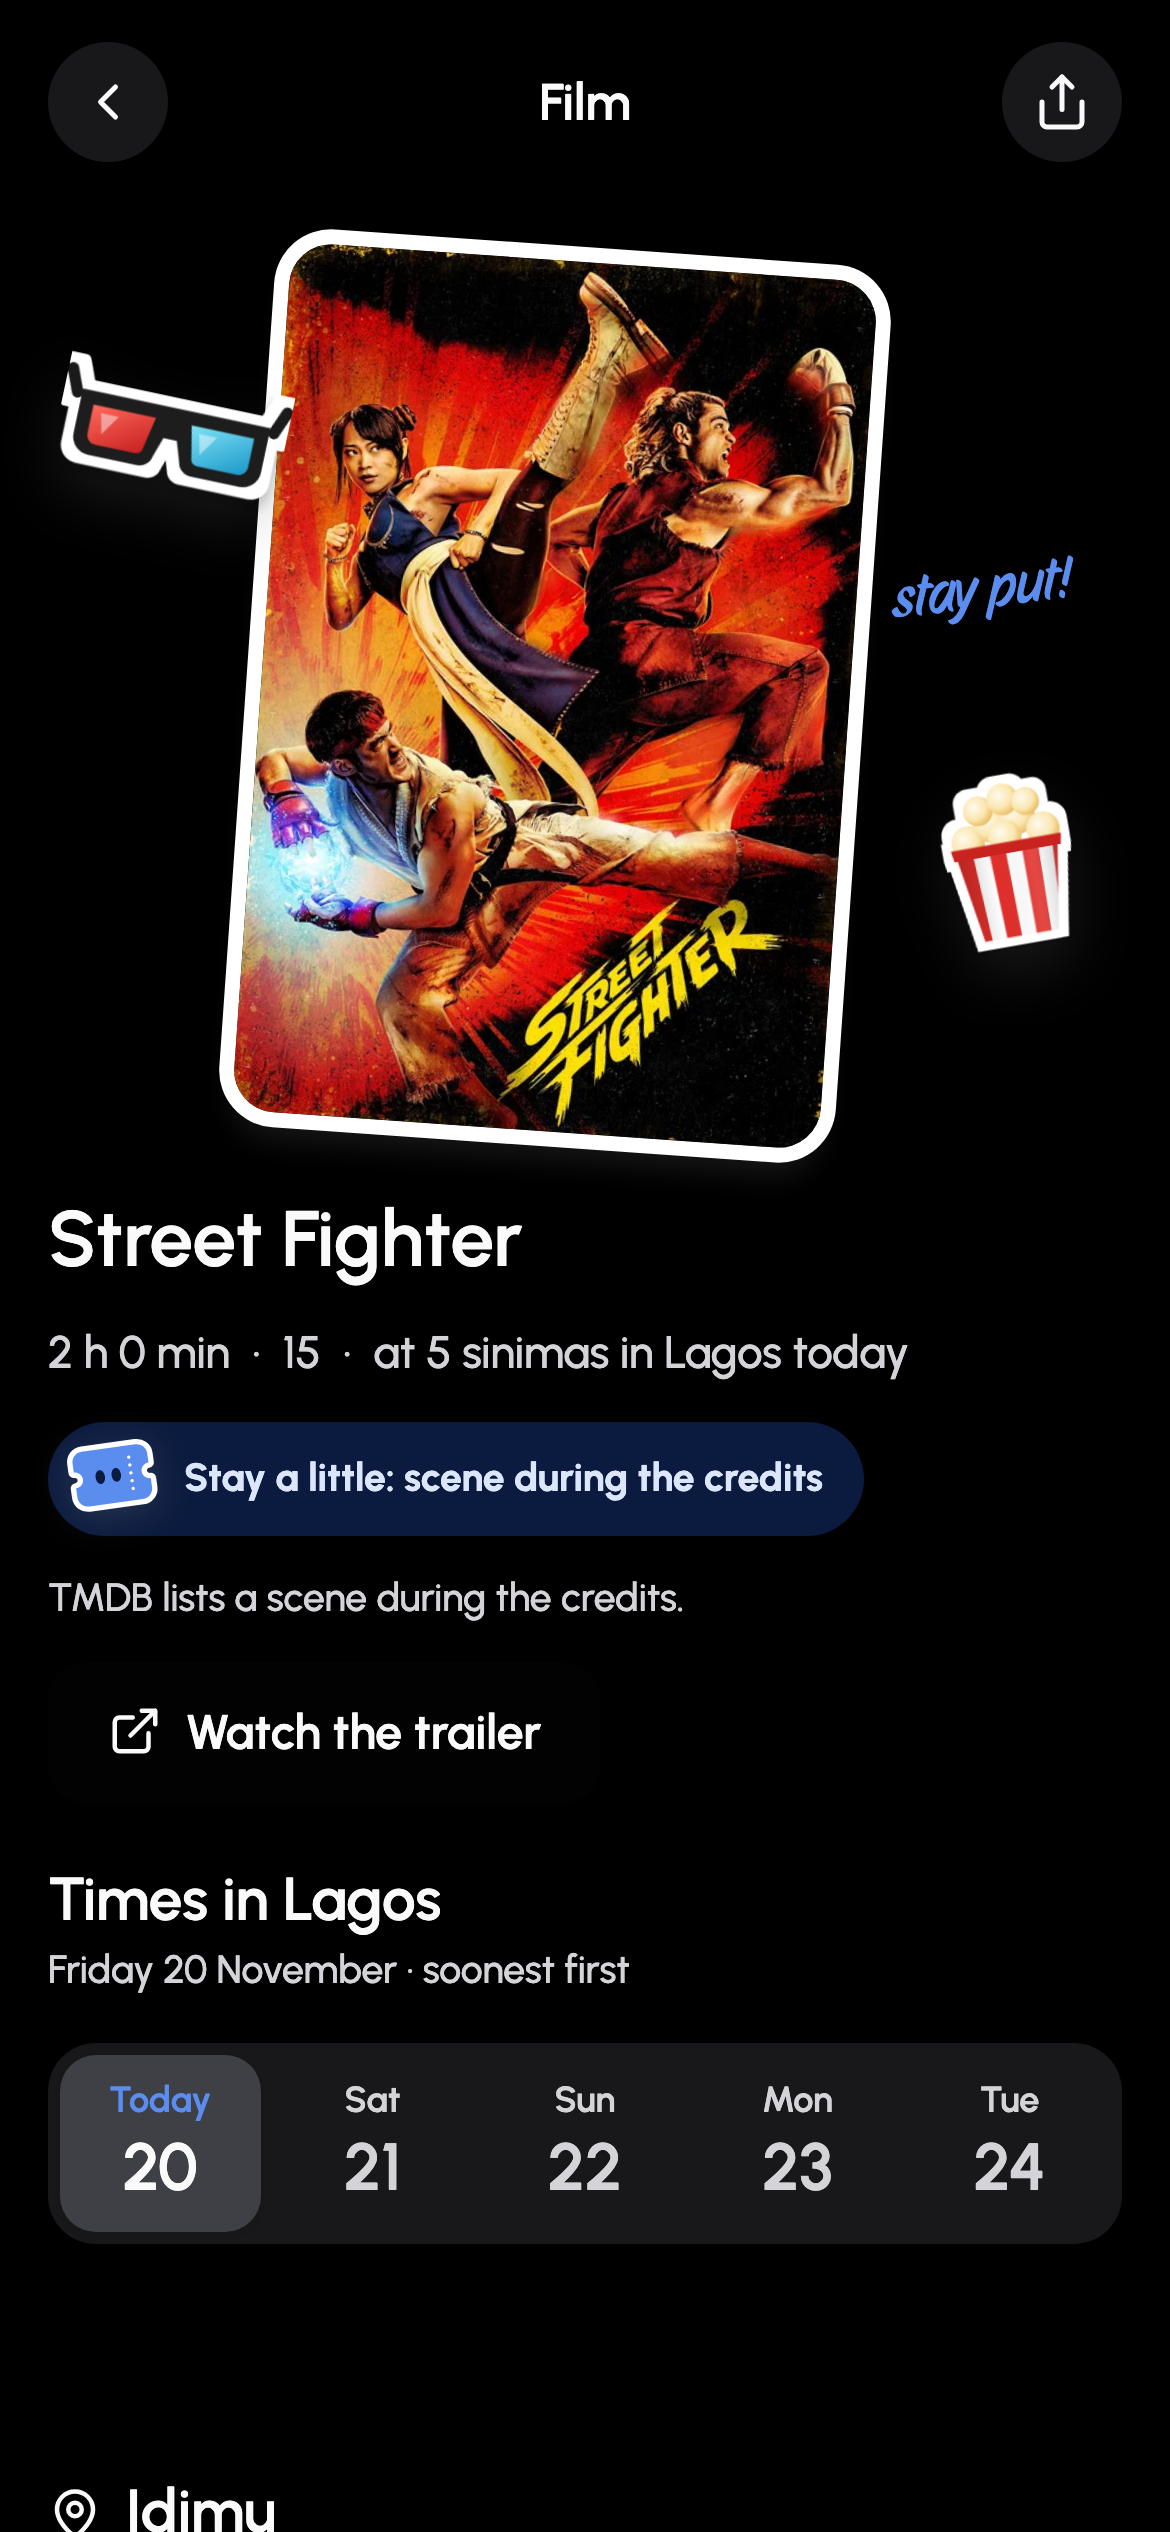 Film
stay put!
STREET
FIGHTER
Street Fighter
2 h 0 min · 15 · at 5 sinimas in Lagos today
Stay a little: scene during the credits
TMDB lists a scene during the credits.
Watch the trailer
Times in Lagos
Friday 20 November · soonest first
Today Sat Sun Mon Tue
20 21 22 23 24
Idimu